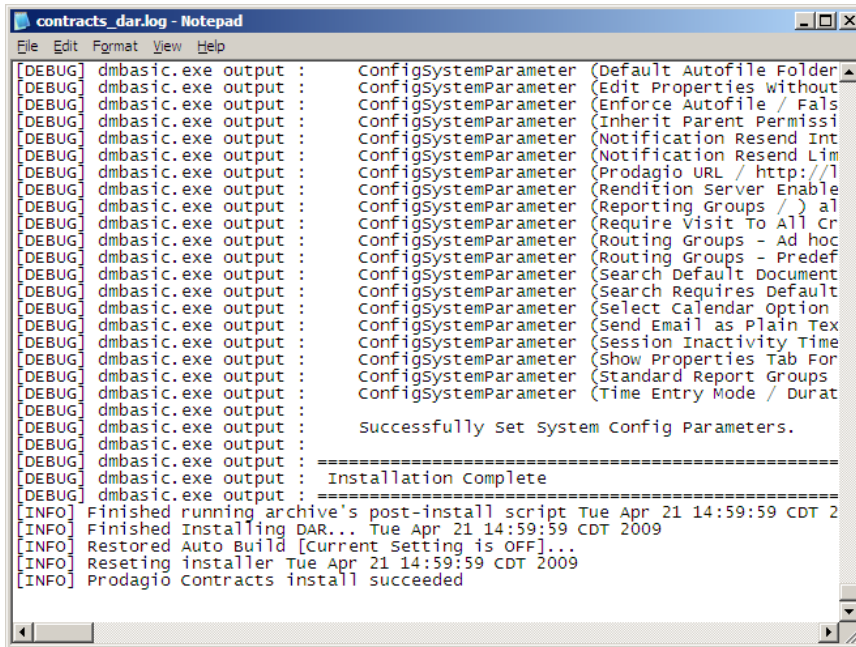 contracts_dar.log - Notepad
File Edit Format View Help
[DEBUG] dmbasic.exe output : ConfigSystemParameter (Default Autofile Folder
[DEBUG] dmbasic.exe output : ConfigSystemParameter (Edit Properties Without
[DEBUG] dmbasic.exe output : ConfigSystemParameter (Enforce Autofile / Fals
[DEBUG] dmbasic.exe output : ConfigSystemParameter (Inherit Parent Permissi
[DEBUG] dmbasic.exe output : ConfigSystemParameter (Notification Resend Int
[DEBUG] dmbasic.exe output : ConfigSystemParameter (Notification Resend Lim
[DEBUG] dmbasic.exe output : ConfigSystemParameter (Prodagio URL / http://l
[DEBUG] dmbasic.exe output : ConfigSystemParameter (Rendition Server Enable
[DEBUG] dmbasic.exe output : ConfigSystemParameter (Reporting Groups / ) al
[DEBUG] dmbasic.exe output : ConfigSystemParameter (Require Visit To All Cr
[DEBUG] dmbasic.exe output : ConfigSystemParameter (Routing Groups - Ad hoc
[DEBUG] dmbasic.exe output : ConfigSystemParameter (Routing Groups - Predef
[DEBUG] dmbasic.exe output : ConfigSystemParameter (Search Default Document
[DEBUG] dmbasic.exe output : ConfigSystemParameter (Search Requires Default
[DEBUG] dmbasic.exe output : ConfigSystemParameter (Select Calendar Option
[DEBUG] dmbasic.exe output : ConfigSystemParameter (Send Email as Plain Tex
[DEBUG] dmbasic.exe output : ConfigSystemParameter (Session Inactivity Time
[DEBUG] dmbasic.exe output : ConfigSystemParameter (Show Properties Tab For
[DEBUG] dmbasic.exe output : ConfigSystemParameter (Standard Report Groups
[DEBUG] dmbasic.exe output : ConfigSystemParameter (Time Entry Mode / Durat
[DEBUG] dmbasic.exe output :
[DEBUG] dmbasic.exe output : Successfully Set System Config Parameters.
[DEBUG] dmbasic.exe output :
[DEBUG] dmbasic.exe output : ==========================================
[DEBUG] dmbasic.exe output : Installation Complete
[DEBUG] dmbasic.exe output : ==========================================
[INFO] Finished running archive's post-install script Tue Apr 21 14:59:59 CDT 2
[INFO] Finished Installing DAR... Tue Apr 21 14:59:59 CDT 2009
[INFO] Restored Auto Build [Current Setting is OFF]...
[INFO] Reseting installer Tue Apr 21 14:59:59 CDT 2009
[INFO] Prodagio Contracts install succeeded